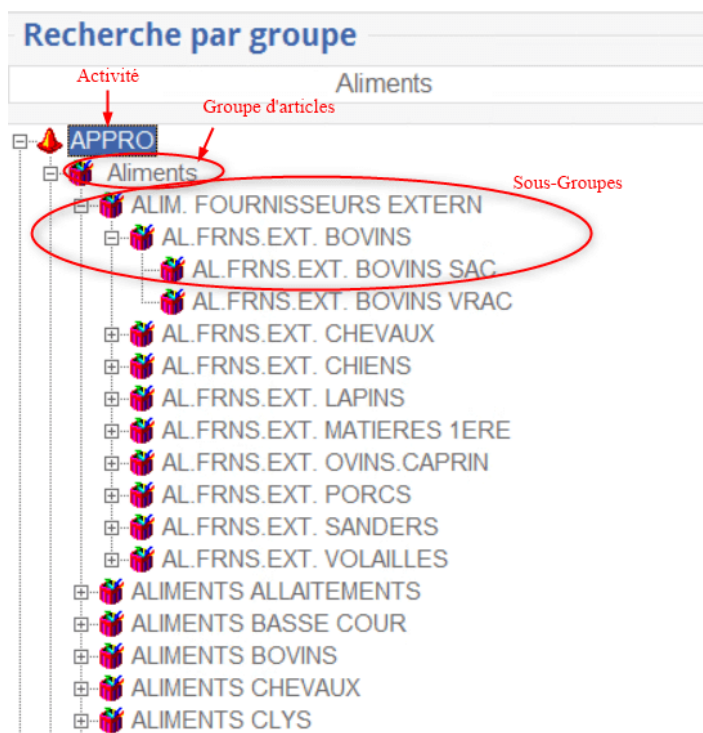 Recherche par groupe
Activité
Aliments
Groupe d'articles
APPRO
Aliments
Sous-Groupes
ALIM. FOURNISSEURS EXTERN
AL.FRNS.EXT. BOVINS
AL.FRNS.EXT. BOVINS SAC
AL.FRNS.EXT. BOVINS VRAC
AL.FRNS.EXT. CHEVAUX
AL.FRNS.EXT. CHIENS
AL.FRNS.EXT. LAPINS
AL.FRNS.EXT. MATIERES 1ERE
AL.FRNS.EXT. OVINS.CAPRIN
AL.FRNS.EXT. PORCS
AL.FRNS.EXT. SANDERS
AL.FRNS.EXT. VOLAILLES
ALIMENTS ALLAITEMENTS
ALIMENTS BASSE COUR
ALIMENTS BOVINS
ALIMENTS CHEVAUX
ALIMENTS CLYS